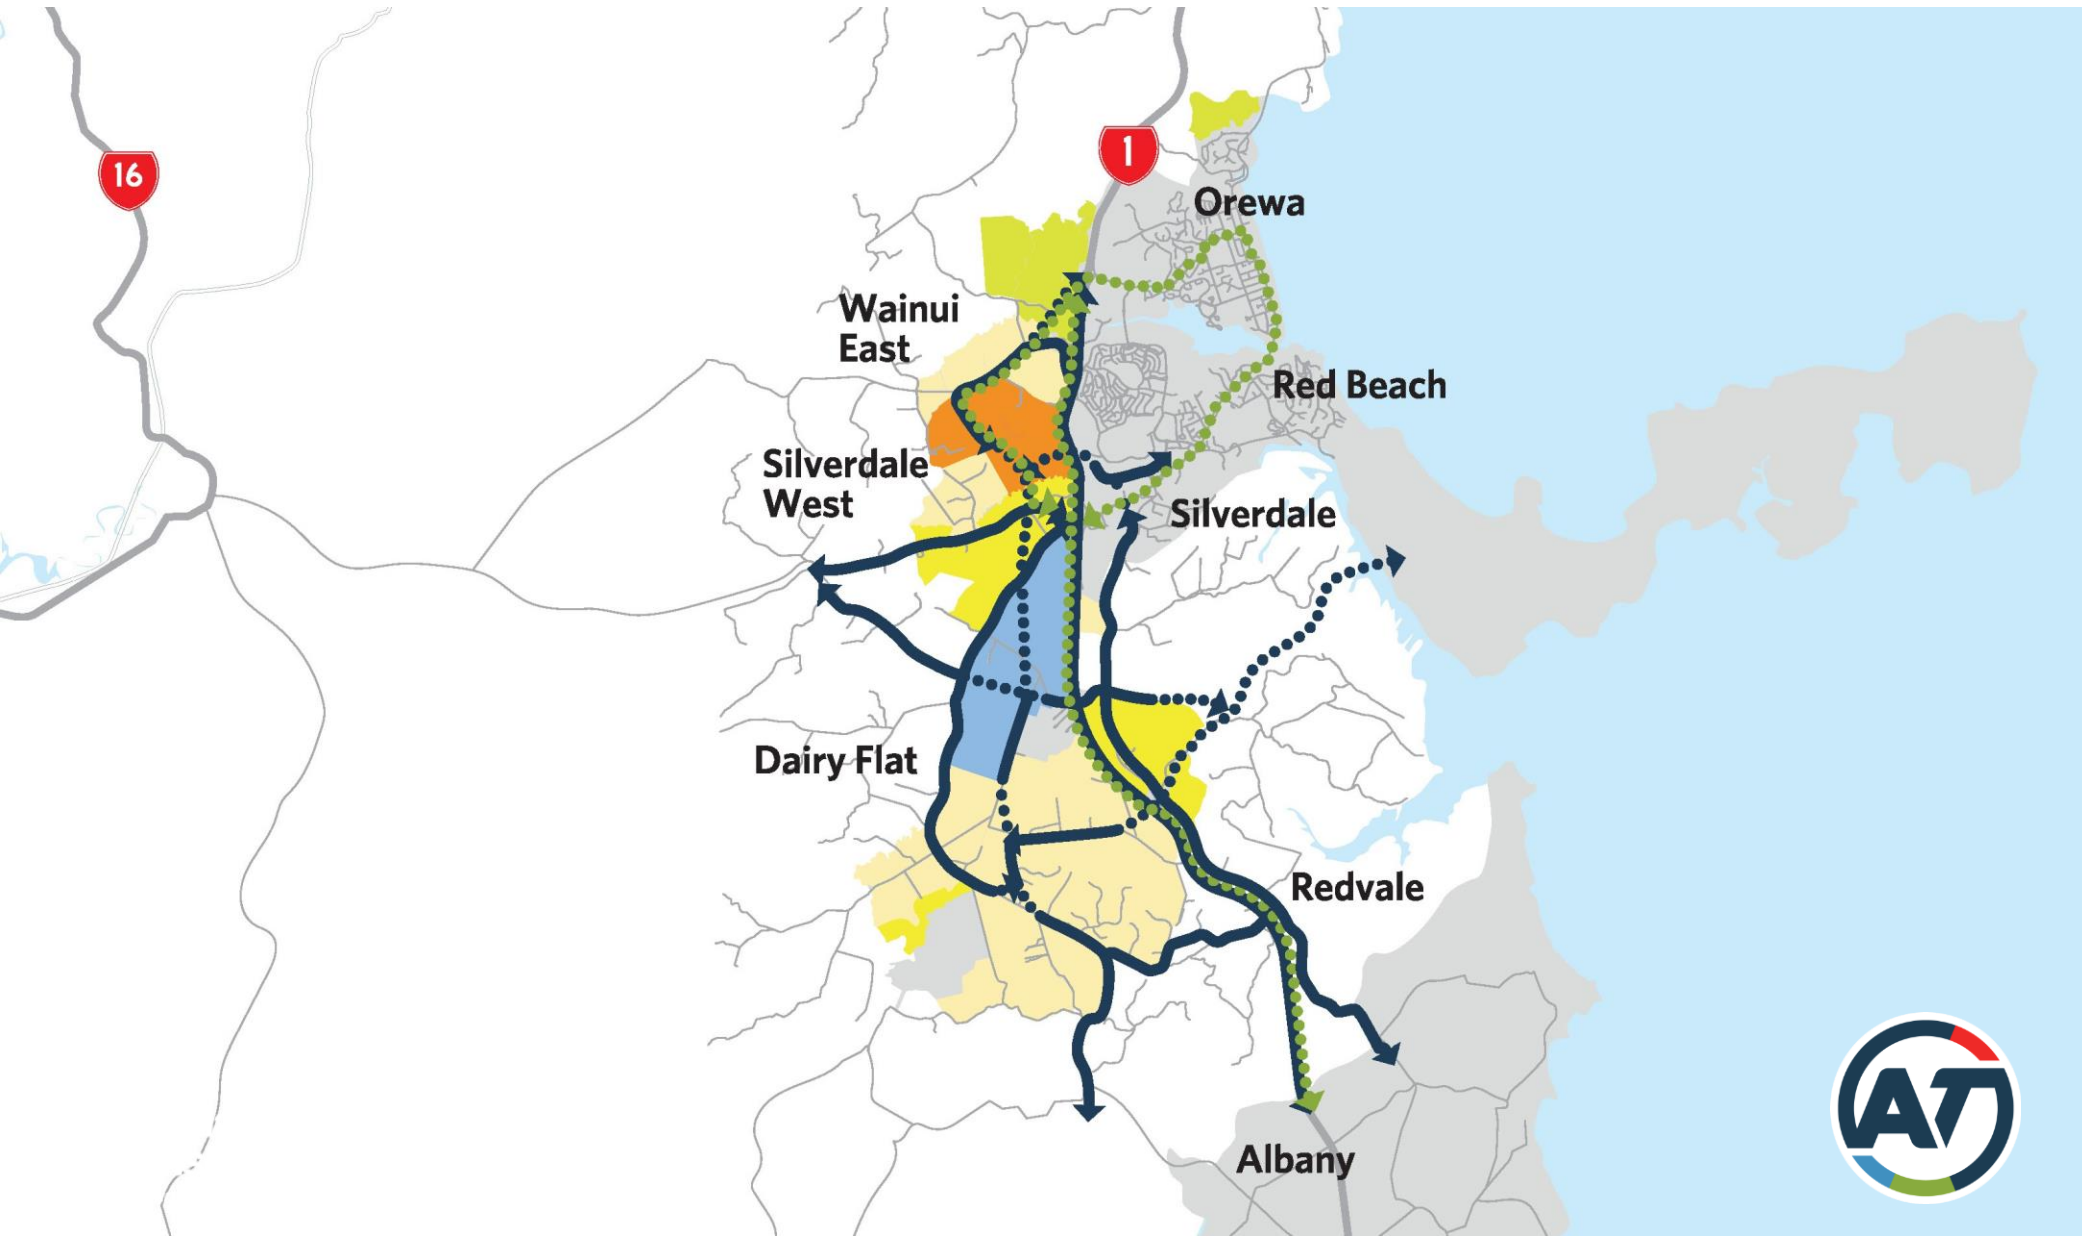 1
16
Orewa
Wainui
East
Red Beach
Silverdale
West
Silverdale
Dairy Flat
Redvale
Albany
AT